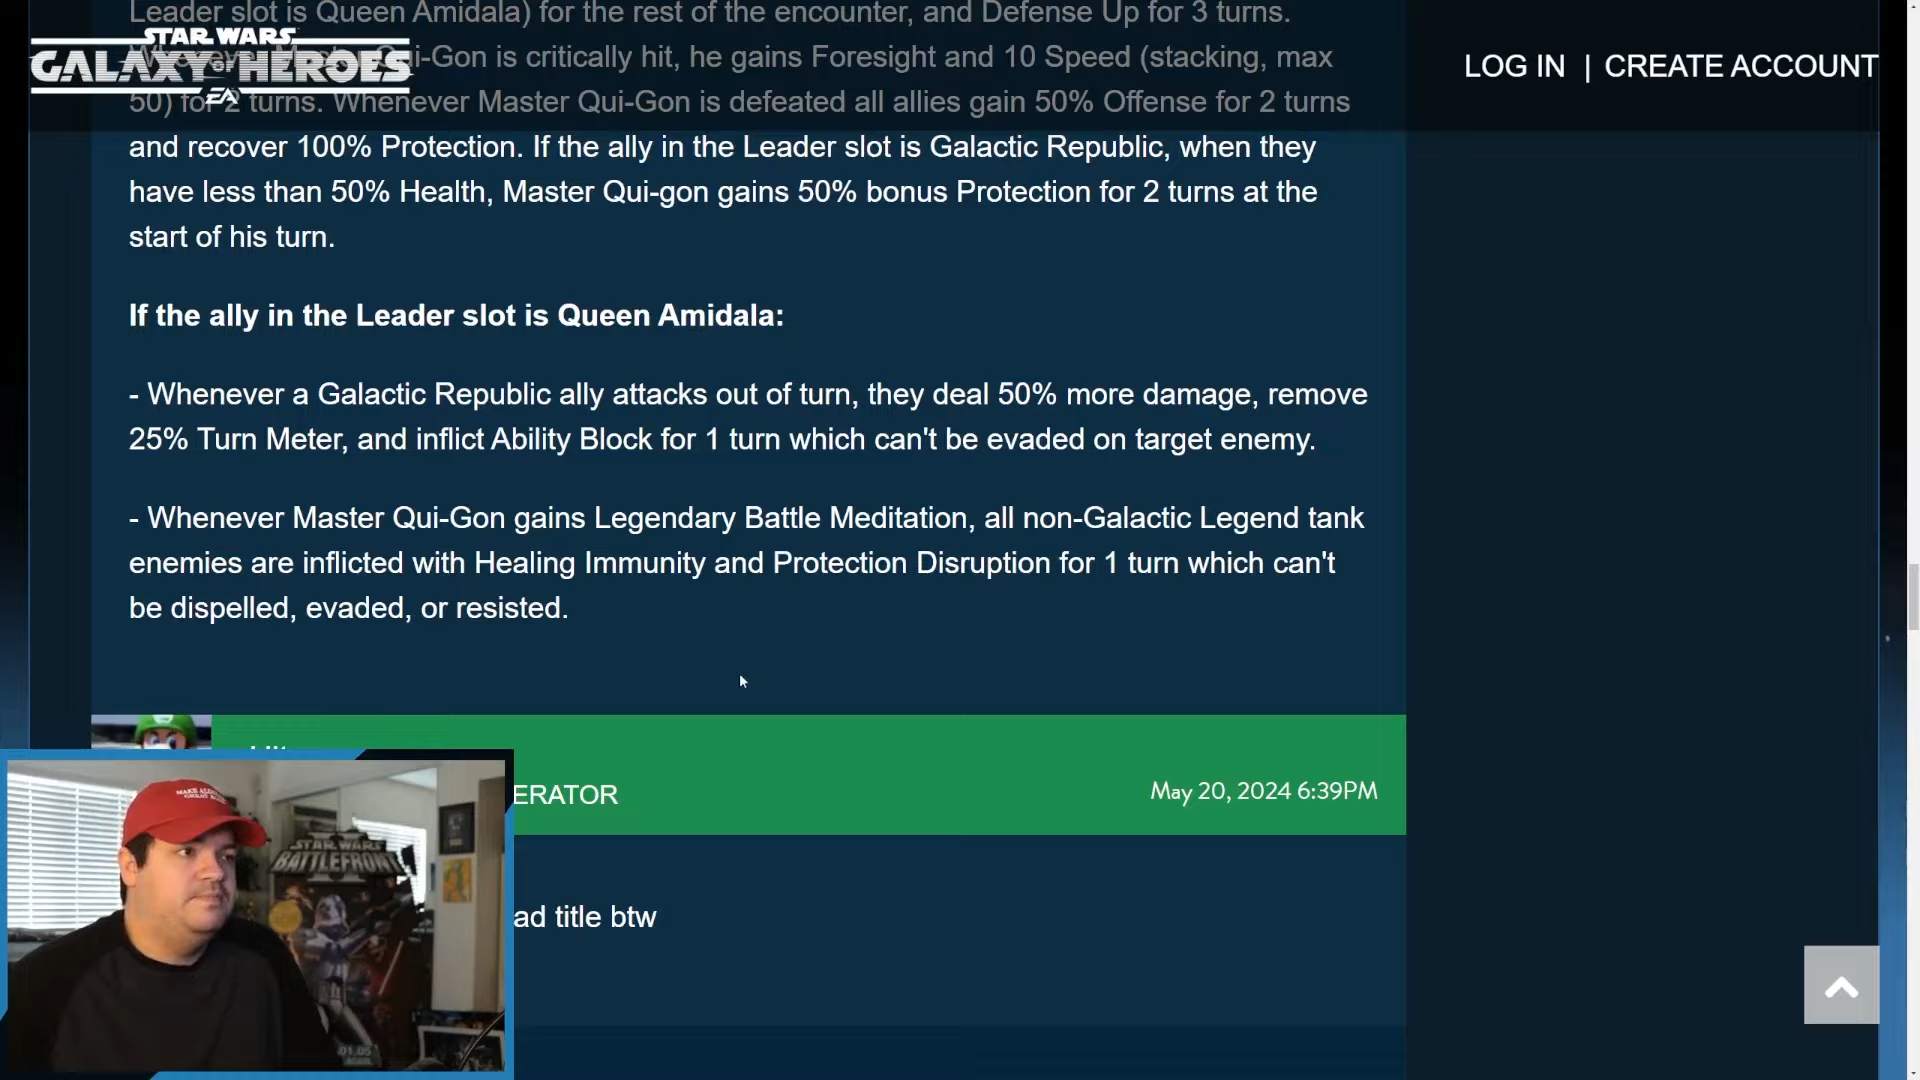 Leader slot is Queen Amidala) for the rest of the encounter, and Defense Up for 3 turns.
STAR WARS
GALAXY OF HEROES
EA
LOG IN | CREATE ACCOUNT
Qui-Gon is critically hit, he gains Foresight and 10 Speed (stacking, max
50) for 2 turns. Whenever Master Qui-Gon is defeated all allies gain 50% Offense for 2 turns
and recover 100% Protection. If the ally in the Leader slot is Galactic Republic, when they
have less than 50% Health, Master Qui-gon gains 50% bonus Protection for 2 turns at the
start of his turn.
If the ally in the Leader slot is Queen Amidala:
- Whenever a Galactic Republic ally attacks out of turn, they deal 50% more damage, remove
25% Turn Meter, and inflict Ability Block for 1 turn which can't be evaded on target enemy.
- Whenever Master Qui-Gon gains Legendary Battle Meditation, all non-Galactic Legend tank
enemies are inflicted with Healing Immunity and Protection Disruption for 1 turn which can't
be dispelled, evaded, or resisted.
ERATOR
May 20, 2024 6:39PM
ad title btw
STAR WARS
BATTLEFRONT